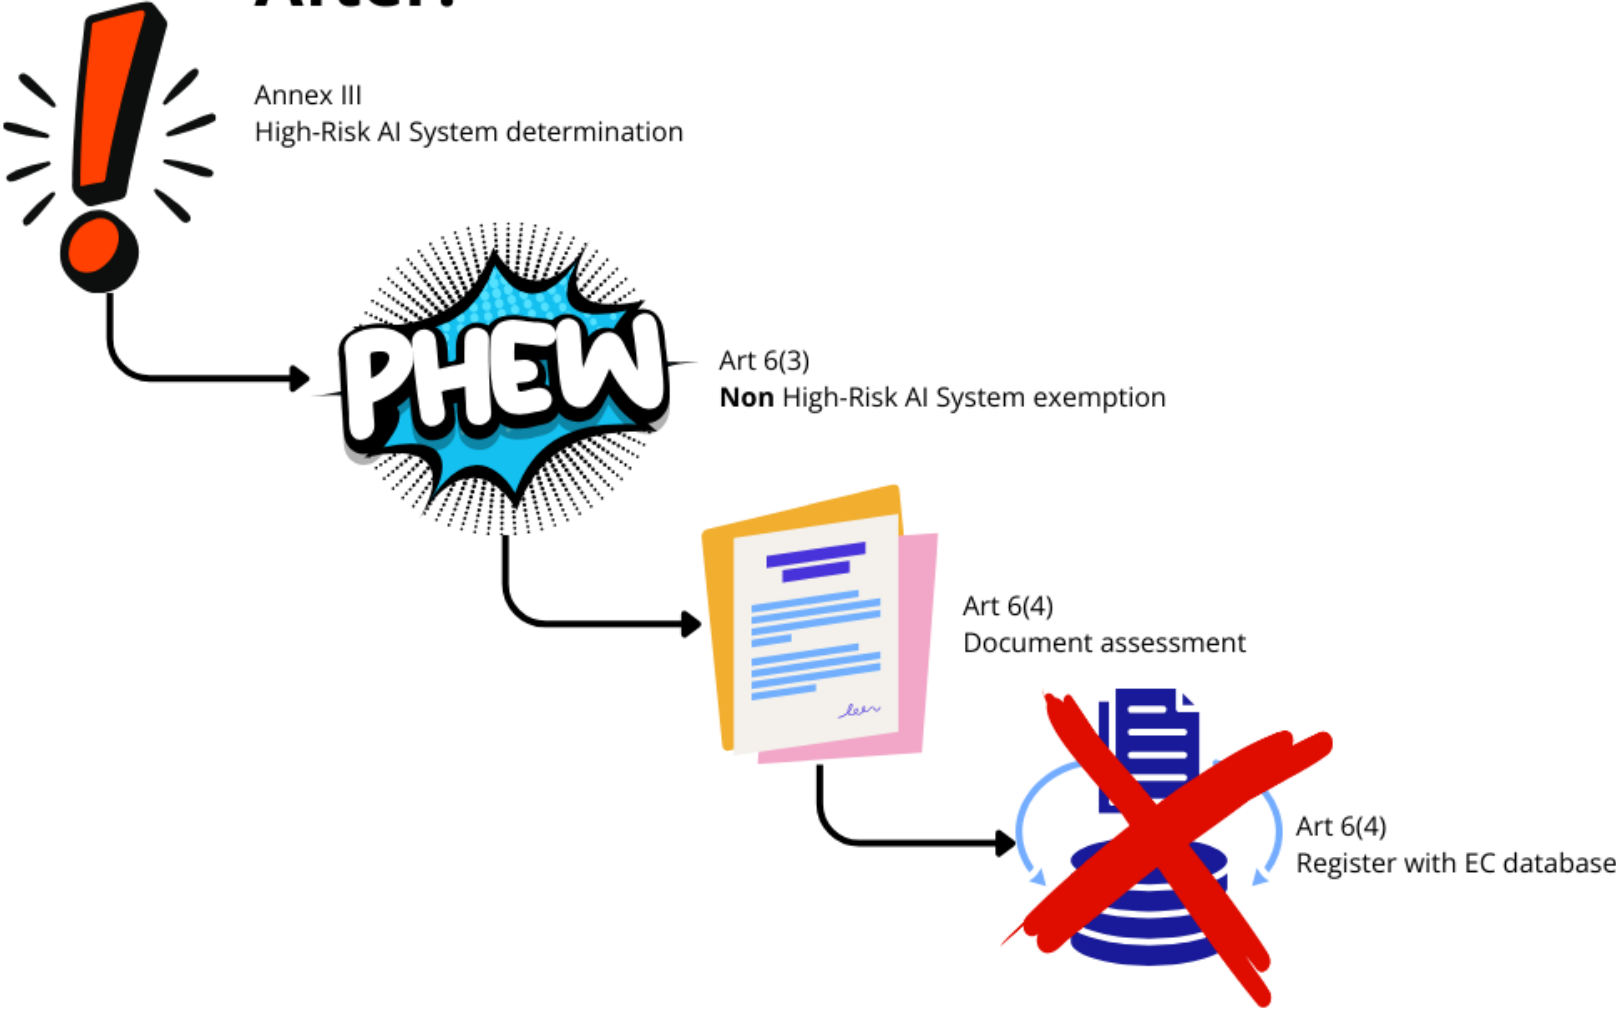 After:
Annex III
High-Risk AI System determination
PHEW
Art 6(3)
Non High-Risk AI System exemption
Art 6(4)
Document assessment
Art 6(4)
Register with EC database